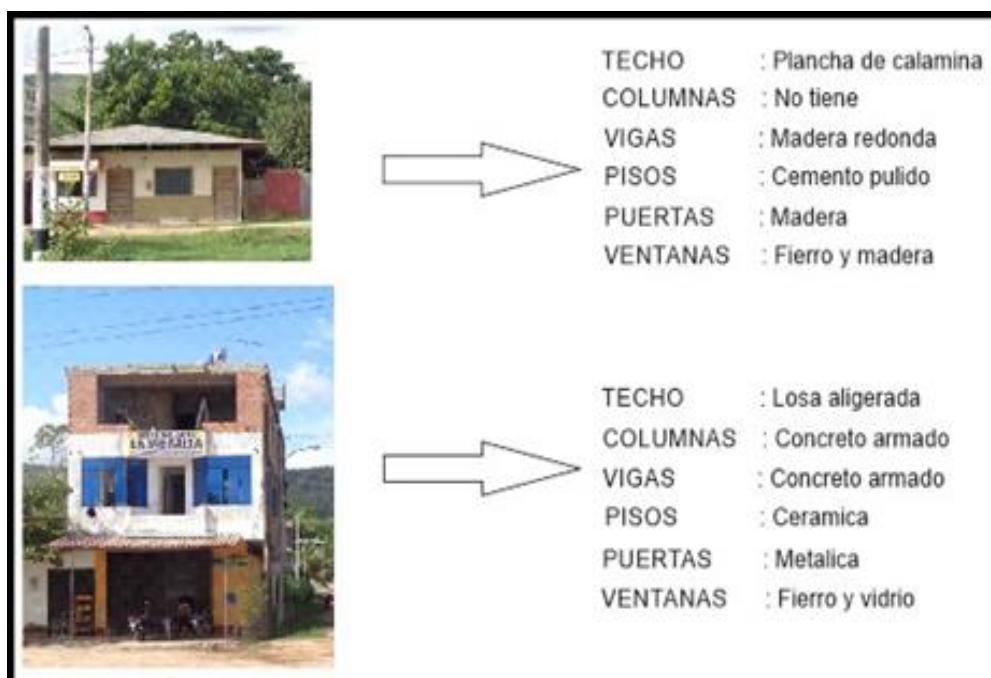 TECHO : Plancha de calamina
COLUMNAS : No tiene
VIGAS : Madera redonda
PISOS : Cemento pulido
PUERTAS : Madera
VENTANAS : Fierro y madera
TECHO : Losa aligerada
COLUMNAS : Concreto armado
VIGAS : Concreto armado
PISOS : Ceramica
PUERTAS : Metalica
VENTANAS : Fierro y vidrio